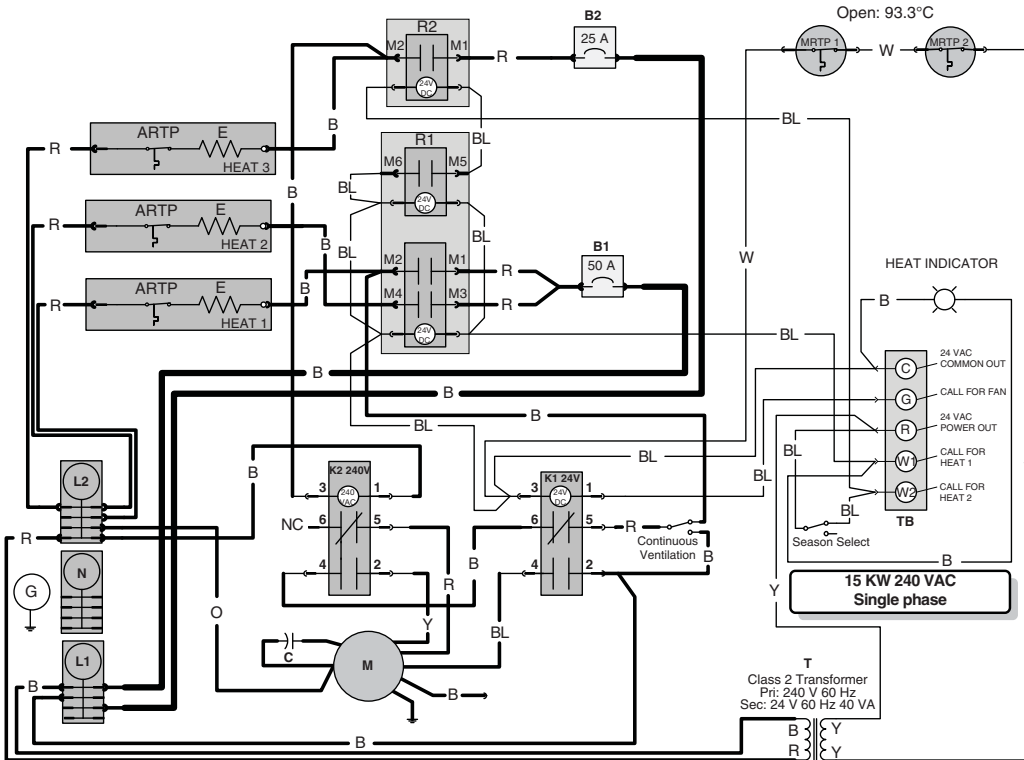 B2
Open: 93.3°C
R2
25 A
MRTP 1
W
MRTP 2
M2
M1
R
24V
DC
BL
B
BL
R1
ARTP
E
R
HEAT 3
M6
M5
BL
24V
DC
B
ARTP
E
R
HEAT 2
B
BL
BL
B1
W
M2
M1
R
50 A
HEAT INDICATOR
ARTP
E
B
R
HEAT 1
M4
M3
R
B
24V
DC
BL
C
24 VAC
COMMON OUT
B
B
G
CALL FOR FAN
B
BL
R
24 VAC
POWER OUT
BL
BL
BL
W1
CALL FOR
HEAT 1
W2
CALL FOR
HEAT 2
BL
TB
Season Select
L2
B
K2 240V
3
240
VAC
1
K1 24V
3
24V
DC
1
NC
6
5
6
5
R
Continuous
Ventilation
R
B
R
4
2
4
2
B
B
N
G
O
Y
BL
Y
15 KW 240 VAC
Single phase
L1
C
M
B
B
B
T
Class 2 Transformer
Pri: 240 V 60 Hz
Sec: 24 V 60 Hz 40 VA
B
Y
R
Y